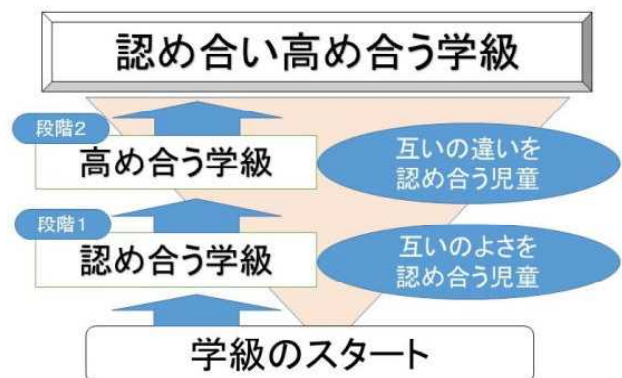 認め合い高め合う学級
段階2
高め合う学級
互いの違いを
認め合う児童
段階1
認め合う学級
互いのよさを
認め合う児童
学級のスタート